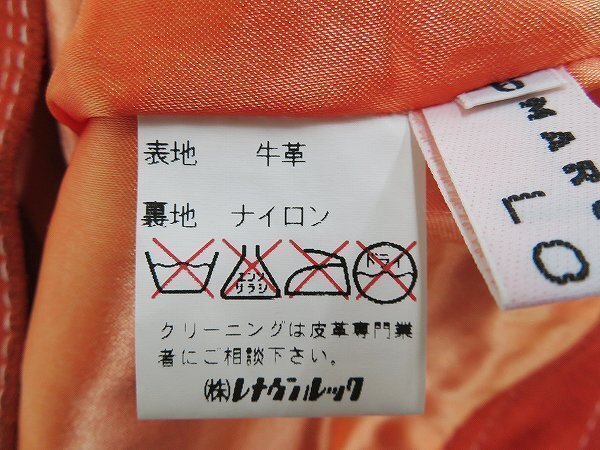 表地 牛革
裏地 ナイロン
エンソ
サラシ
ドライ
クリーニングは皮革専門業
者にご相談下さい。
(株)レナウンルック
MARC
LO